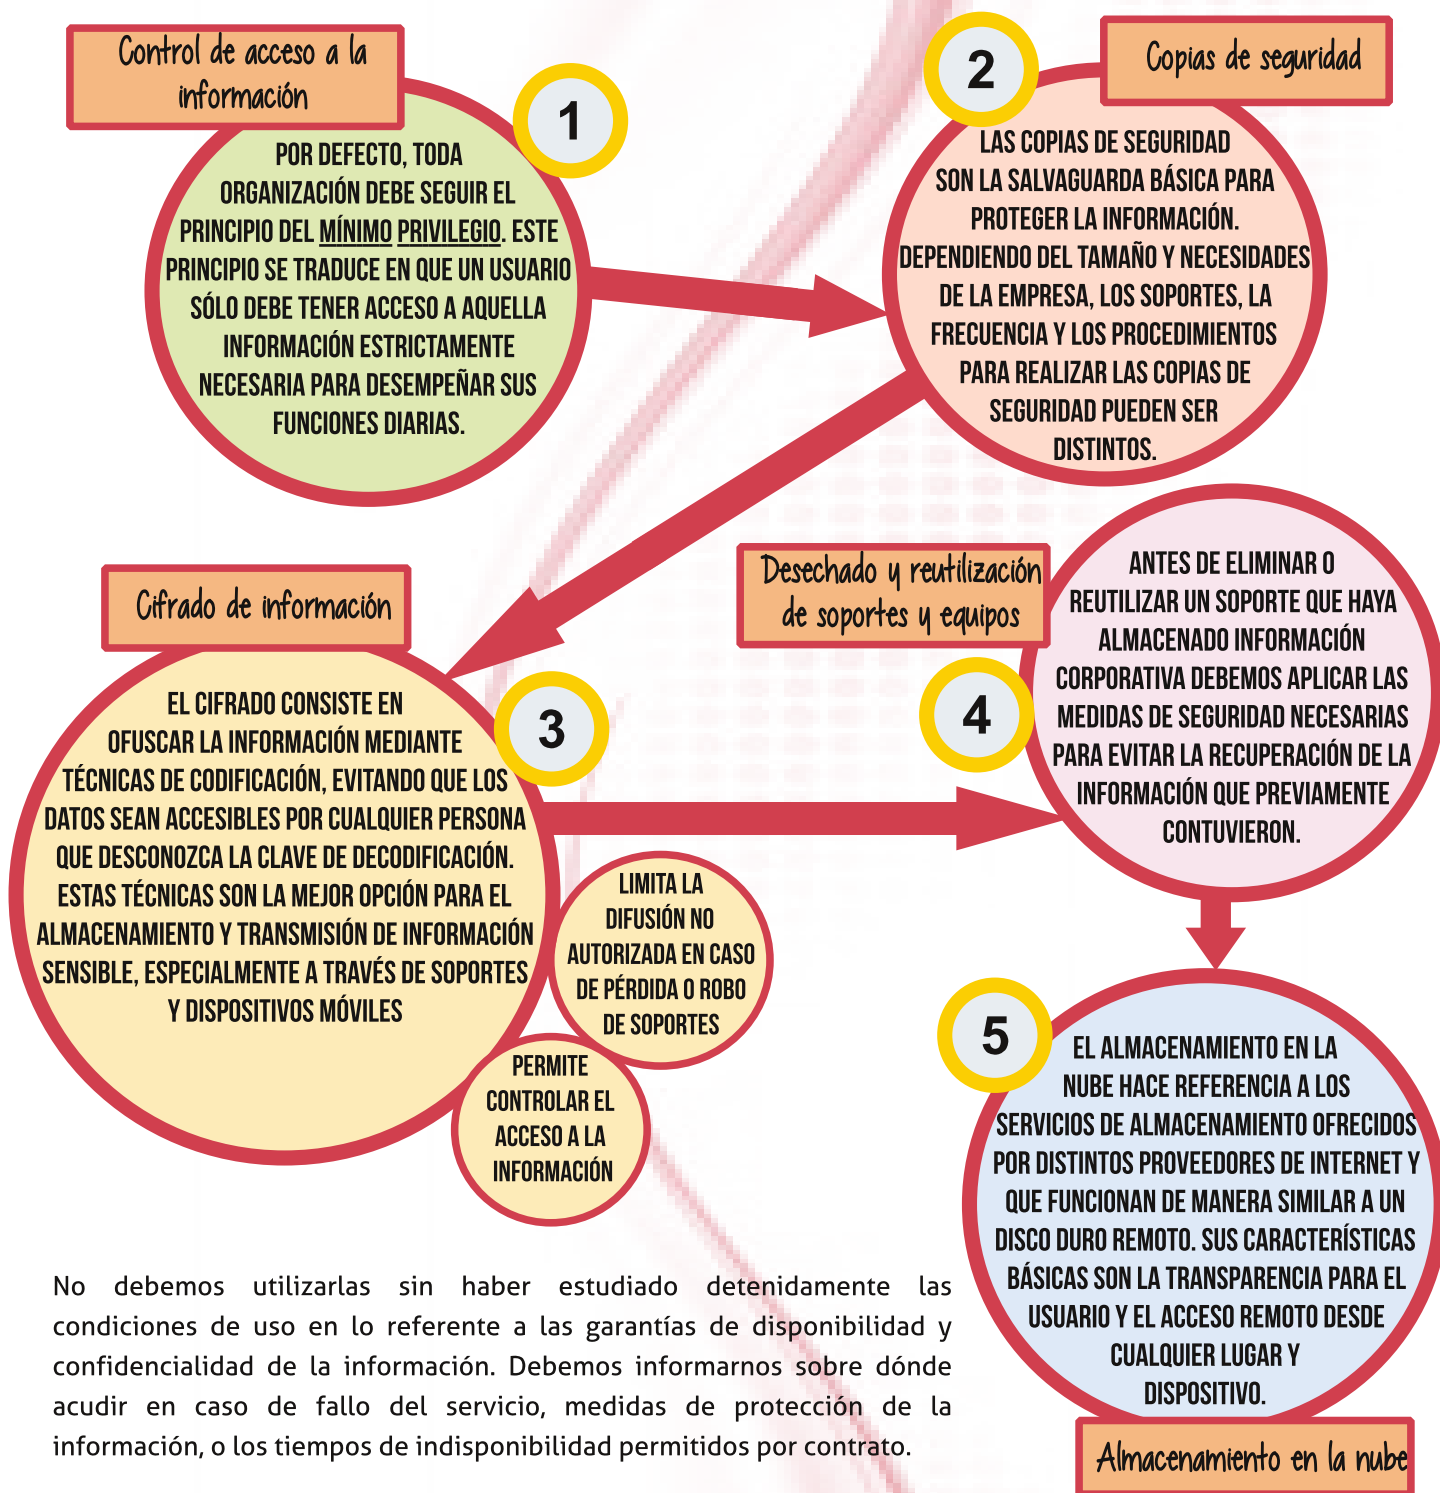 Control de acceso a la
información
1
POR DEFECTO, TODA
ORGANIZACIÓN DEBE SEGUIR EL
PRINCIPIO DEL MÍNIMO PRIVILEGIO. ESTE
PRINCIPIO SE TRADUCE EN QUE UN USUARIO
SÓLO DEBE TENER ACCESO A AQUELLA
INFORMACIÓN ESTRICTAMENTE
NECESARIA PARA DESEMPEÑAR SUS
FUNCIONES DIARIAS.
2
Copias de seguridad
LAS COPIAS DE SEGURIDAD
SON LA SALVAGUARDA BÁSICA PARA
PROTEGER LA INFORMACIÓN.
DEPENDIENDO DEL TAMAÑO Y NECESIDADES
DE LA EMPRESA, LOS SOPORTES, LA
FRECUENCIA Y LOS PROCEDIMIENTOS
PARA REALIZAR LAS COPIAS DE
SEGURIDAD PUEDEN SER
DISTINTOS.
Cifrado de información
3
EL CIFRADO CONSISTE EN
OFUSCAR LA INFORMACIÓN MEDIANTE
TÉCNICAS DE CODIFICACIÓN, EVITANDO QUE LOS
DATOS SEAN ACCESIBLES POR CUALQUIER PERSONA
QUE DESCONOZCA LA CLAVE DE DECODIFICACIÓN.
ESTAS TÉCNICAS SON LA MEJOR OPCIÓN PARA EL
ALMACENAMIENTO Y TRANSMISIÓN DE INFORMACIÓN
SENSIBLE, ESPECIALMENTE A TRAVÉS DE SOPORTES
Y DISPOSITIVOS MÓVILES
LIMITA LA
DIFUSIÓN NO
AUTORIZADA EN CASO
DE PÉRDIDA O ROBO
DE SOPORTES
PERMITE
CONTROLAR EL
ACCESO A LA
INFORMACIÓN
Desechado y reutilización
de soportes y equipos
4
ANTES DE ELIMINAR O
REUTILIZAR UN SOPORTE QUE HAYA
ALMACENADO INFORMACIÓN
CORPORATIVA DEBEMOS APLICAR LAS
MEDIDAS DE SEGURIDAD NECESARIAS
PARA EVITAR LA RECUPERACIÓN DE LA
INFORMACIÓN QUE PREVIAMENTE
CONTUVIERON.
5
EL ALMACENAMIENTO EN LA
NUBE HACE REFERENCIA A LOS
SERVICIOS DE ALMACENAMIENTO OFRECIDOS
POR DISTINTOS PROVEEDORES DE INTERNET Y
QUE FUNCIONAN DE MANERA SIMILAR A UN
DISCO DURO REMOTO. SUS CARACTERÍSTICAS
BÁSICAS SON LA TRANSPARENCIA PARA EL
USUARIO Y EL ACCESO REMOTO DESDE
CUALQUIER LUGAR Y
DISPOSITIVO.
Almacenamiento en la nube
No debemos utilizarlas sin haber estudiado detenidamente las
condiciones de uso en lo referente a las garantías de disponibilidad y
confidencialidad de la información. Debemos informarnos sobre dónde
acudir en caso de fallo del servicio, medidas de protección de la
información, o los tiempos de indisponibilidad permitidos por contrato.